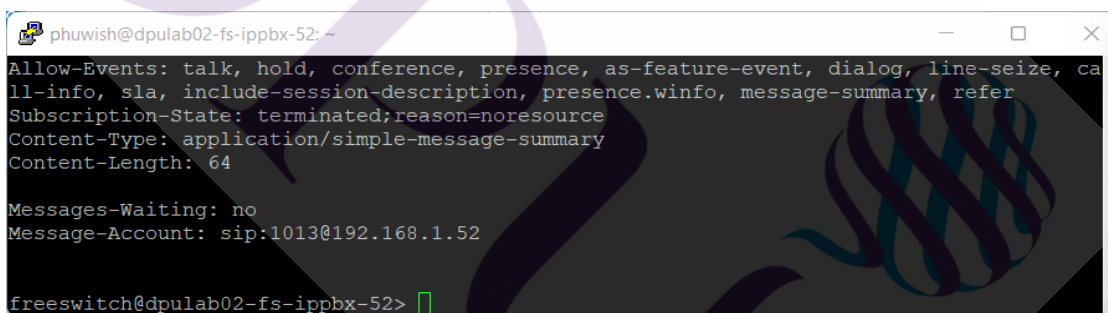 phuwish@dpulab02-fs-ippbx-52: ~
Allow-Events: talk, hold, conference, presence, as-feature-event, dialog, line-seize, ca
ll-info, sla, include-session-description, presence.winfo, message-summary, refer
Subscription-State: terminated;reason=noresource
Content-Type: application/simple-message-summary
Content-Length: 64
Messages-Waiting: no
Message-Account: sip:1013@192.168.1.52
freeswitch@dpulab02-fs-ippbx-52>